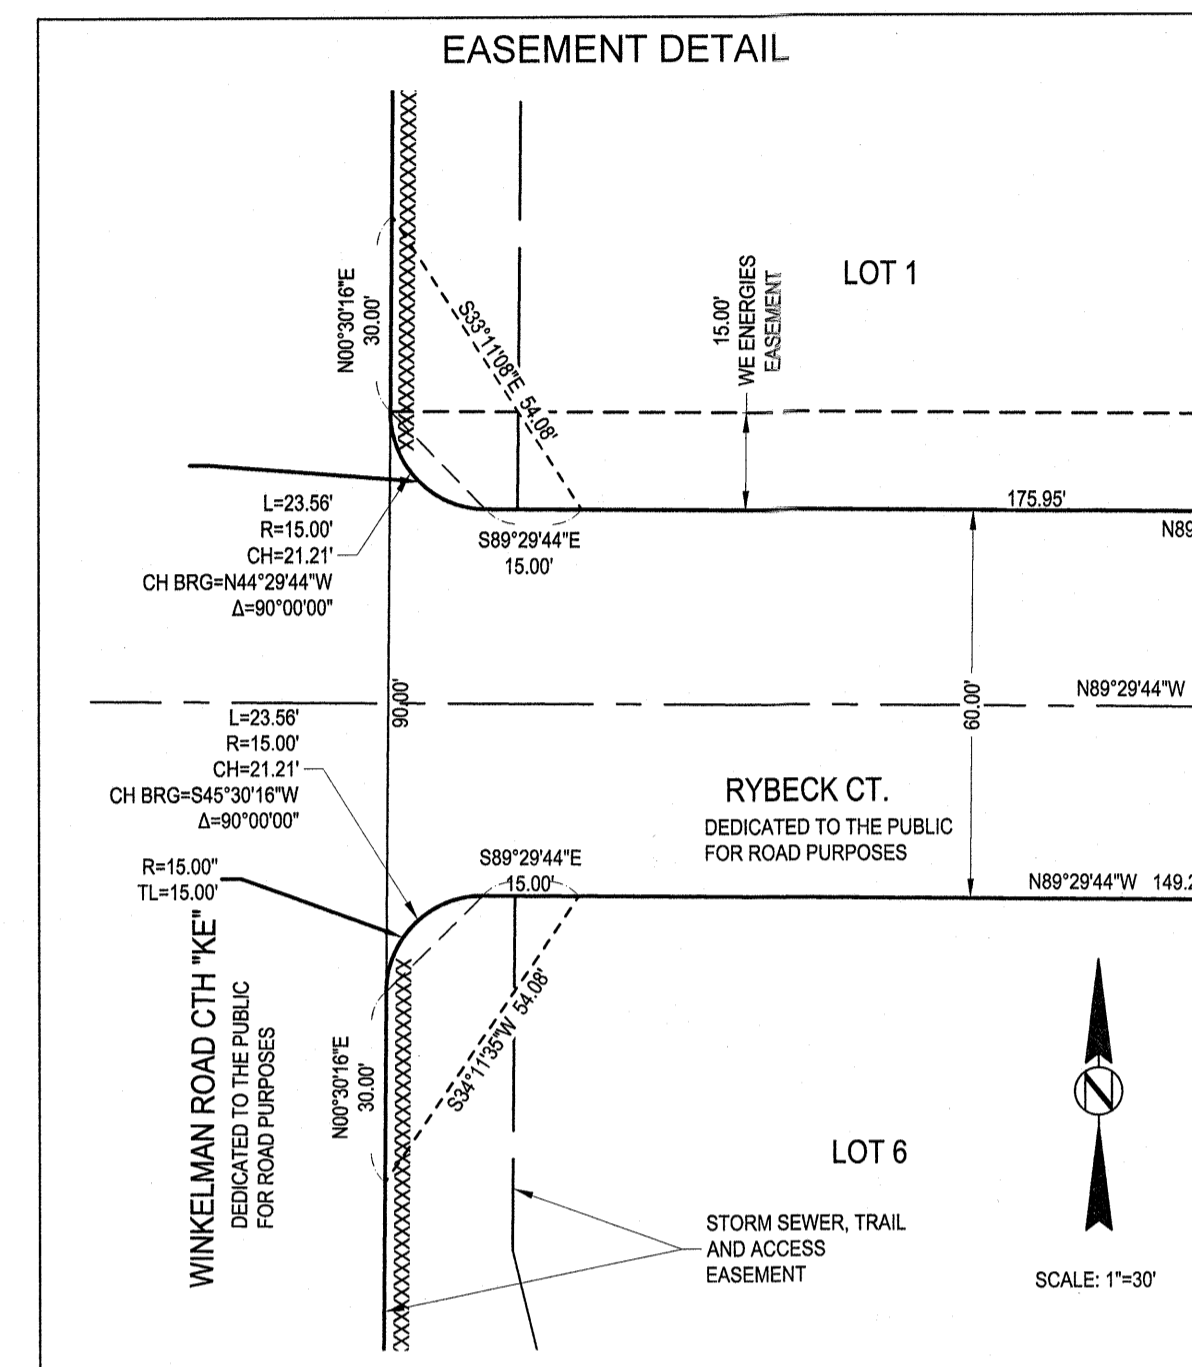 EASEMENT DETAIL
LOT 1
N00°30'16"E
30.00'
S33°11'08"E 54.08'
15.00'
WE ENERGIES
EASEMENT
175.95'
N89
L=23.56'
R=15.00'
CH=21.21'
CH BRG=N44°29'44"W
Δ=90°00'00"
S89°29'44"E
15.00'
90.00'
60.00'
N89°29'44"W
L=23.56'
R=15.00'
CH=21.21'
CH BRG=S45°30'16"W
Δ=90°00'00"
RYBECK CT.
DEDICATED TO THE PUBLIC
FOR ROAD PURPOSES
R=15.00"
TL=15.00'
S89°29'44"E
15.00'
N89°29'44"W 149.2
WINKELMAN ROAD CTH "KE"
DEDICATED TO THE PUBLIC
FOR ROAD PURPOSES
N00°30'16"E
30.00'
S34°11'35"W 54.08'
N
LOT 6
STORM SEWER, TRAIL
AND ACCESS
EASEMENT
SCALE: 1"=30'